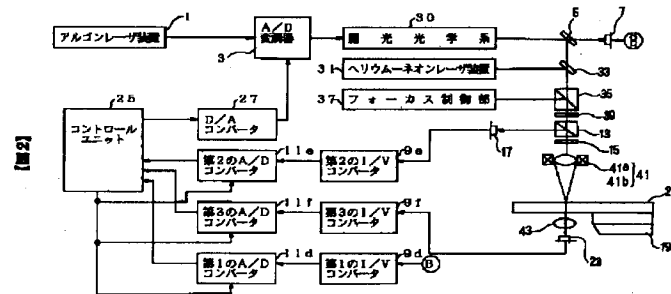 【図2】
アルゴンレーザ装置
1
A/D
変調器
3
調光光学系
30
5
7
B
31
ヘリウムーネオンレーザ装置
33
37
フォーカス制御部
35
39
25
コントロール
ユニット
27
D/A
コンバータ
13
15
17
11e
第2のA/D
コンバータ
9e
第2のI/V
コンバータ
41a
41b
41
11f
第3のA/D
コンバータ
9f
第3のI/V
コンバータ
2
43
19
11d
第1のA/D
コンバータ
9d
第1のI/V
コンバータ
B
23